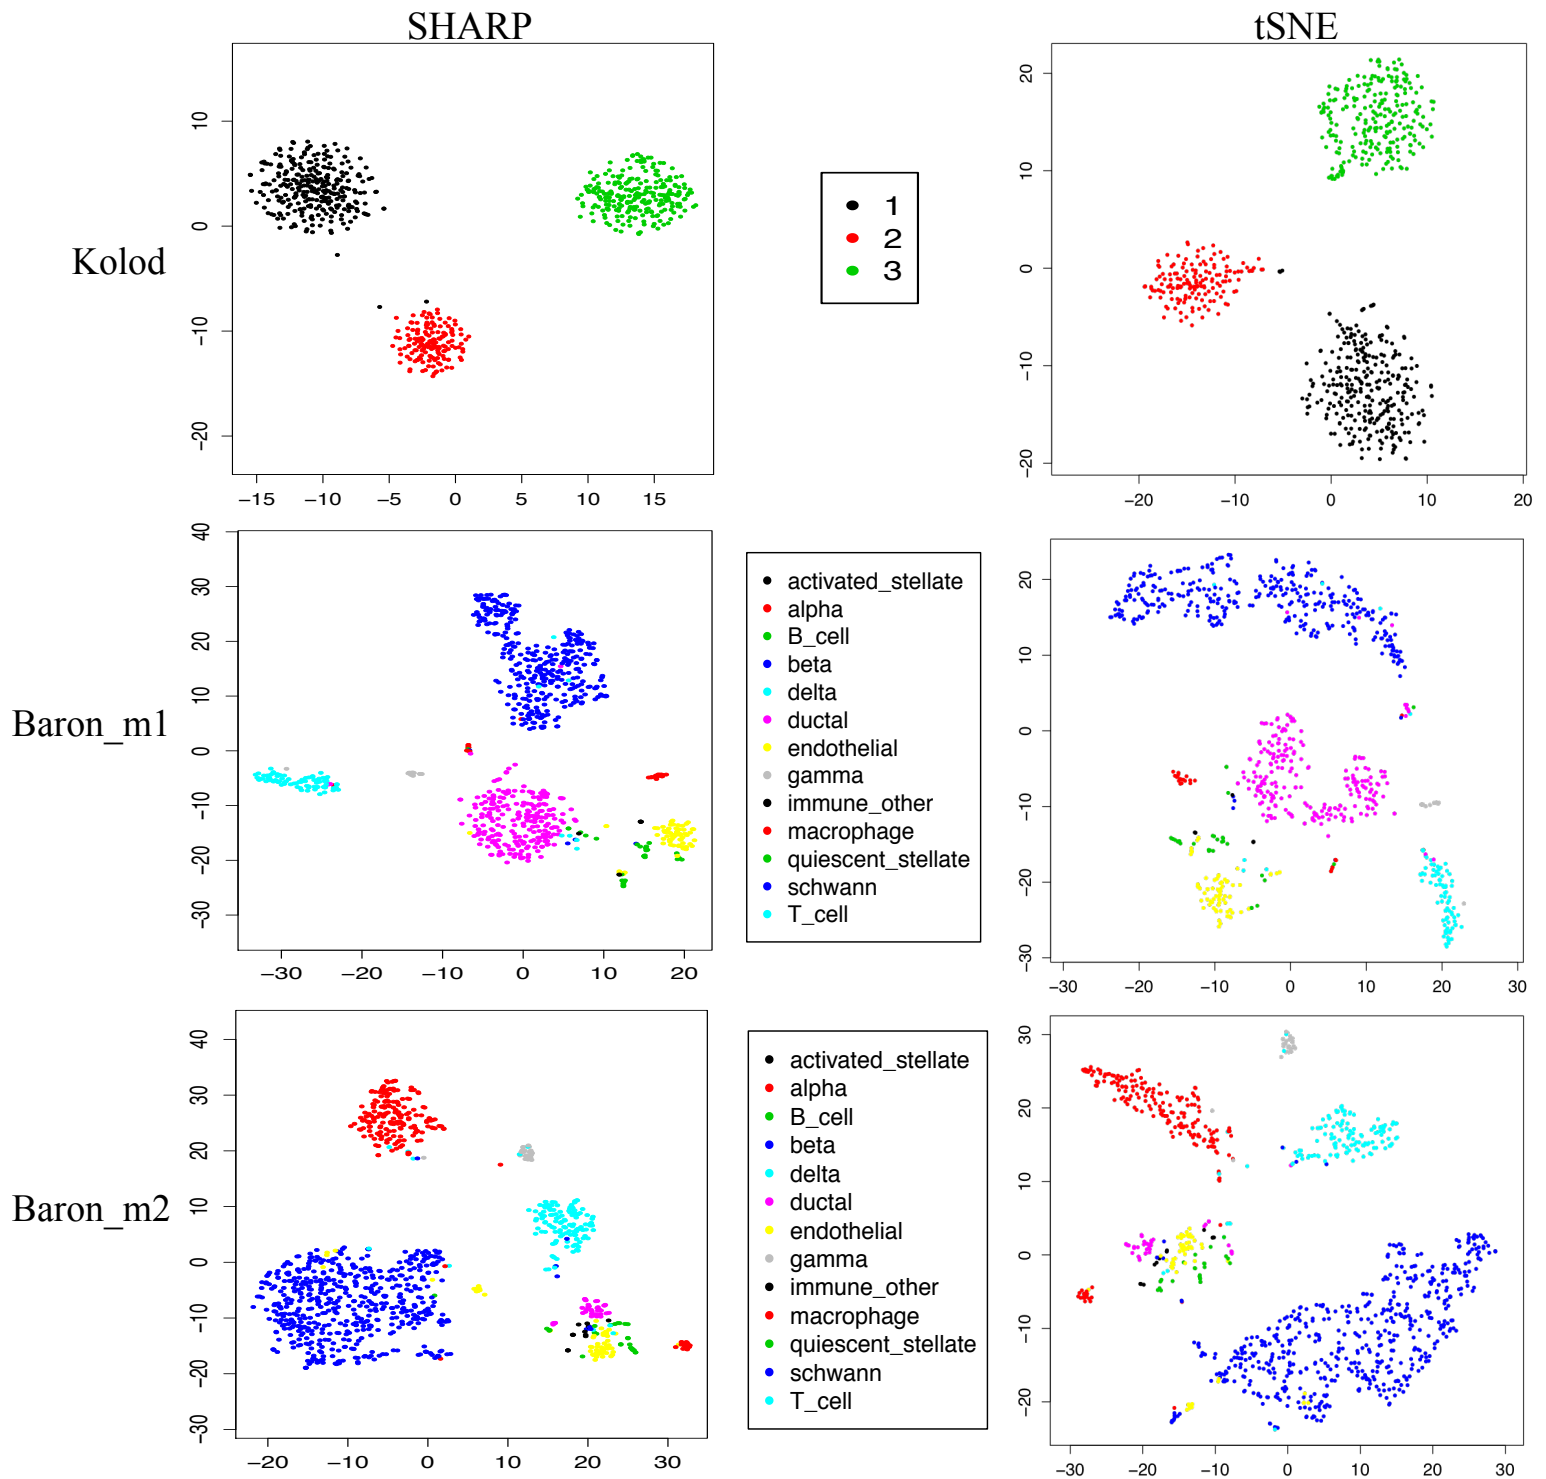 SHARP
tSNE
Kolod
10
0
−10
−20
−15 −10 −5 0 5 10 15
1
2
3
20
10
0
−10
−20
−20 −10 0 10 20
Baron_m1
40
30
20
10
0
−10
−20
−30
−30 −20 −10 0 10 20
activated_stellate
alpha
B_cell
beta
delta
ductal
endothelial
gamma
immune_other
macrophage
quiescent_stellate
schwann
T_cell
20
10
0
−10
−20
−30
−30 −20 −10 0 10 20 30
Baron_m2
40
30
20
10
0
−10
−20
−30
−20 −10 0 10 20 30
activated_stellate
alpha
B_cell
beta
delta
ductal
endothelial
gamma
immune_other
macrophage
quiescent_stellate
schwann
T_cell
30
20
10
0
−10
−20
−30 −20 −10 0 10 20 30